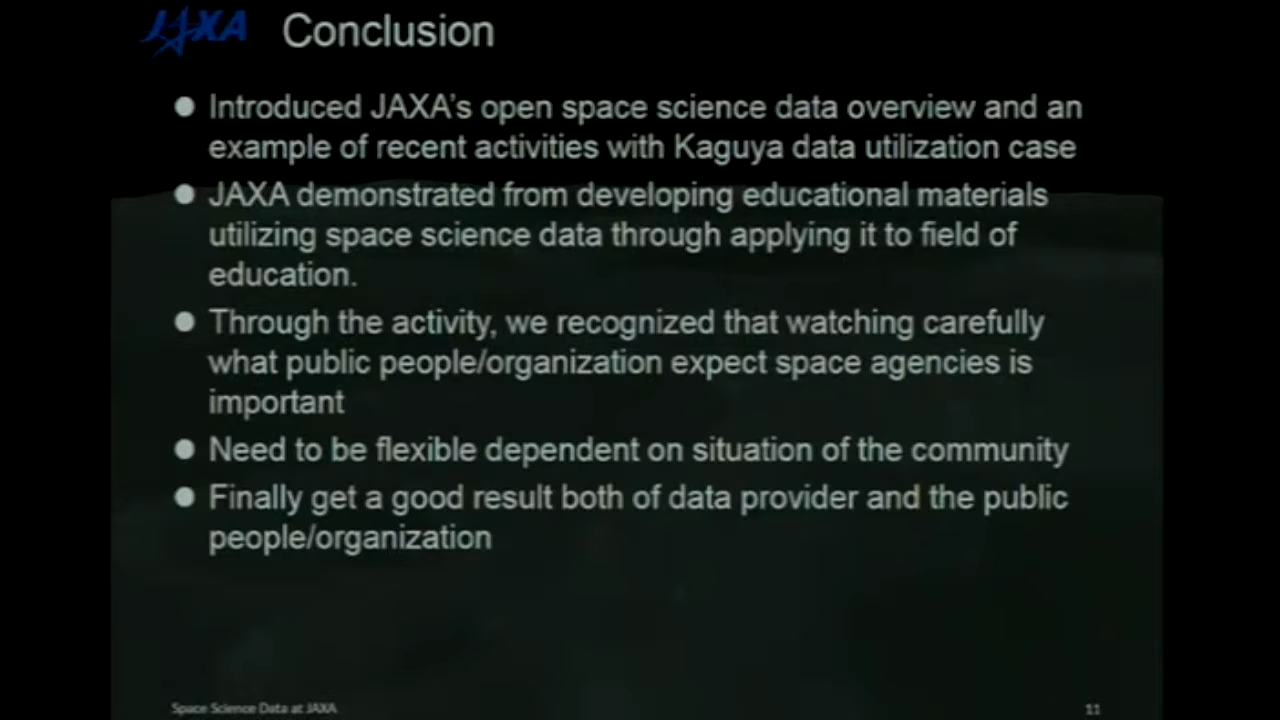 JAXA Conclusion
● Introduced JAXA's open space science data overview and an
example of recent activities with Kaguya data utilization case
● JAXA demonstrated from developing educational materials
utilizing space science data through applying it to field of
education.
● Through the activity, we recognized that watching carefully
what public people/organization expect space agencies is
important
● Need to be flexible dependent on situation of the community
● Finally get a good result both of data provider and the public
people/organization
Space Science Data at JAXA 11